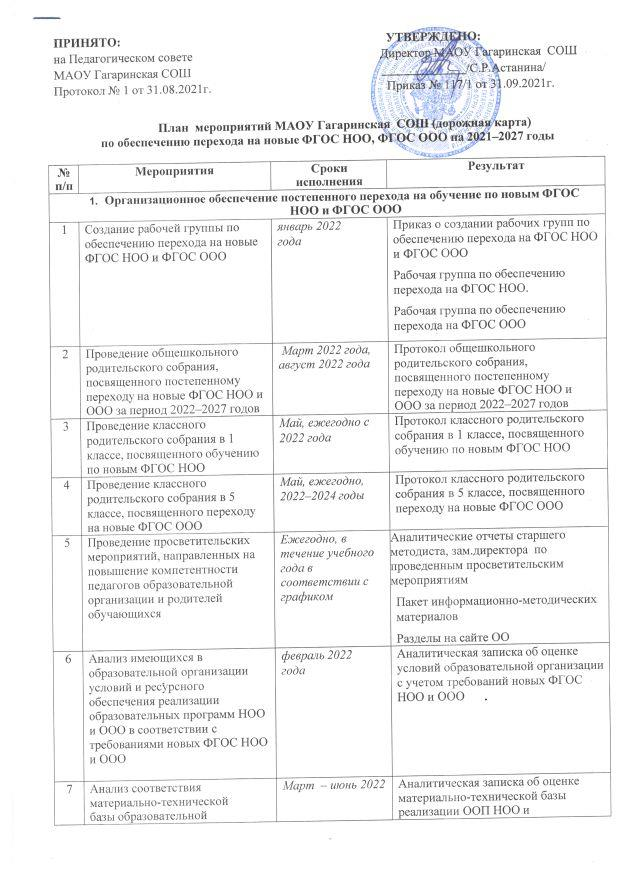 ПРИНЯТО:
на Педагогическом совете
МАОУ Гагаринская СОШ
Протокол № 1 от 31.08.2021г.
УТВЕРЖДЕНО:
Директор МАОУ Гагаринская СОШ
_______________/С.Р.Астанина/
Приказ № 117/1 от 31.09.2021г.
План мероприятий МАОУ Гагаринская СОШ (дорожная карта)
по обеспечению перехода на новые ФГОС НОО, ФГОС ООО на 2021–2027 годы
№
п/п
Мероприятия
Сроки
исполнения
Результат
1. Организационное обеспечение постепенного перехода на обучение по новым ФГОС
НОО и ФГОС ООО
1
Создание рабочей группы по
обеспечению перехода на новые
ФГОС НОО и ФГОС ООО
январь 2022
года
Приказ о создании рабочих групп по
обеспечению перехода на ФГОС НОО
и ФГОС ООО
Рабочая группа по обеспечению
перехода на ФГОС НОО.
Рабочая группа по обеспечению
перехода на ФГОС ООО
2
Проведение общешкольного
родительского собрания,
посвященного постепенному
переходу на новые ФГОС НОО и
ООО за период 2022–2027 годов
Март 2022 года,
август 2022 года
Протокол общешкольного
родительского собрания,
посвященного постепенному
переходу на новые ФГОС НОО и
ООО за период 2022–2027 годов
3
Проведение классного
родительского собрания в 1
классе, посвященного обучению
по новым ФГОС НОО
Май, ежегодно с
2022 года
Протокол классного родительского
собрания в 1 классе, посвященного
обучению по новым ФГОС НОО
4
Проведение классного
родительского собрания в 5
классе, посвященного переходу
на новые ФГОС ООО
Май, ежегодно,
2022–2024 годы
Протокол классного родительского
собрания в 5 классе, посвященного
переходу на новые ФГОС ООО
5
Проведение просветительских
мероприятий, направленных на
повышение компетентности
педагогов образовательной
организации и родителей
обучающихся
Ежегодно, в
течение учебного
года в
соответствии с
графиком
Аналитические отчеты старшего
методиста, зам.директора по
проведенным просветительским
мероприятиям
Пакет информационно-методических
материалов
Разделы на сайте ОО
6
Анализ имеющихся в
образовательной организации
условий и ресурсного
обеспечения реализации
образовательных программ НОО
и ООО в соответствии с
требованиями новых ФГОС НОО
и ООО
февраль 2022
года
Аналитическая записка об оценке
условий образовательной организации
с учетом требований новых ФГОС
НОО и ООО
7
Анализ соответствия
материально-технической
базы образовательной
Март – июнь 2022
Аналитическая записка об оценке
материально-технической базы
реализации ООП НОО и